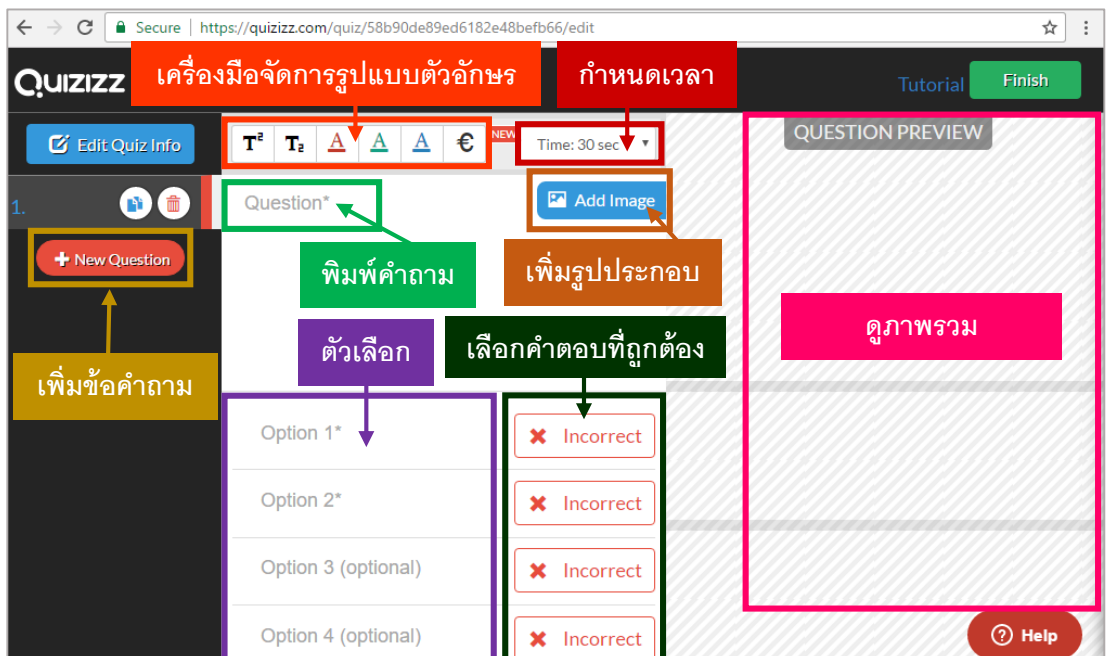 Secure | https://quizizz.com/quiz/58b90de89ed6182e48befb66/edit
Quizizz
เครื่องมือจัดการรูปแบบตัวอักษร
กำหนดเวลา
Tutorial
Finish
Edit Quiz Info
T² T₂ A A A €
NEW
Time: 30 sec
QUESTION PREVIEW
1.
Question*
Add Image
New Question
พิมพ์คำถาม
เพิ่มรูปประกอบ
ดูภาพรวม
ตัวเลือก
เลือกคำตอบที่ถูกต้อง
เพิ่มข้อคำถาม
Option 1*
Incorrect
Option 2*
Incorrect
Option 3 (optional)
Incorrect
Option 4 (optional)
Incorrect
Help